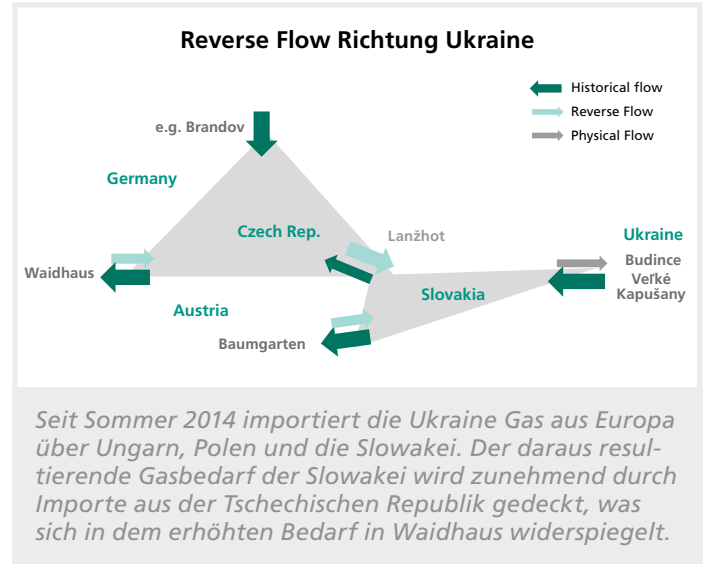 Reverse Flow Richtung Ukraine
Historical flow
Reverse Flow
Physical Flow
e.g. Brandov
Germany
Czech Rep.
Lanžhot
Ukraine
Budince
Veľké
Kapušany
Waidhaus
Slovakia
Austria
Baumgarten
Seit Sommer 2014 importiert die Ukraine Gas aus Europa
über Ungarn, Polen und die Slowakei. Der daraus resul-
tierende Gasbedarf der Slowakei wird zunehmend durch
Importe aus der Tschechischen Republik gedeckt, was
sich in dem erhöhten Bedarf in Waidhaus widerspiegelt.